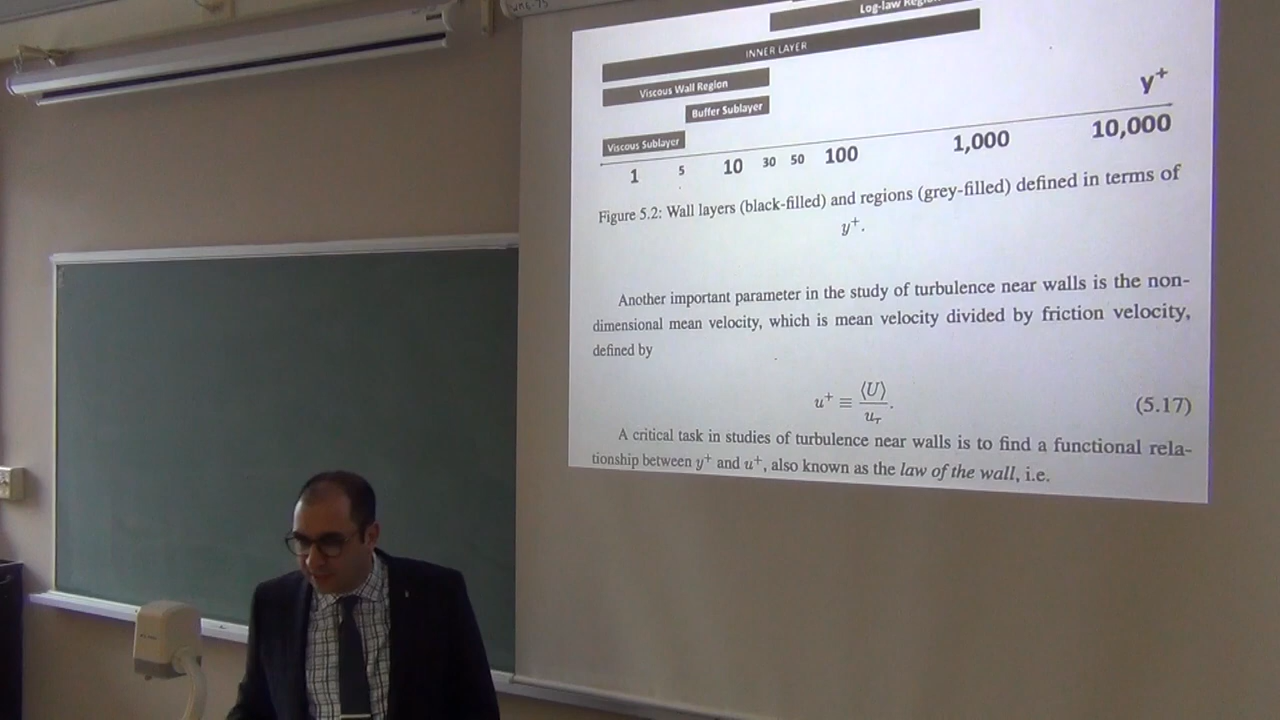 Log-law
INNER LAYER
Viscous Wall Region
Buffer Sublayer
Viscous Sublayer
y⁺
1 5 10 30 50 100 1,000 10,000
Figure 5.2: Wall layers (black-filled) and regions (grey-filled) defined in terms of
y⁺.
Another important parameter in the study of turbulence near walls is the non-
dimensional mean velocity, which is mean velocity divided by friction velocity,
defined by
u⁺ ≡ ⟨U⟩/uτ. (5.17)
A critical task in studies of turbulence near walls is to find a functional rela-
tionship between y⁺ and u⁺, also known as the law of the wall, i.e.